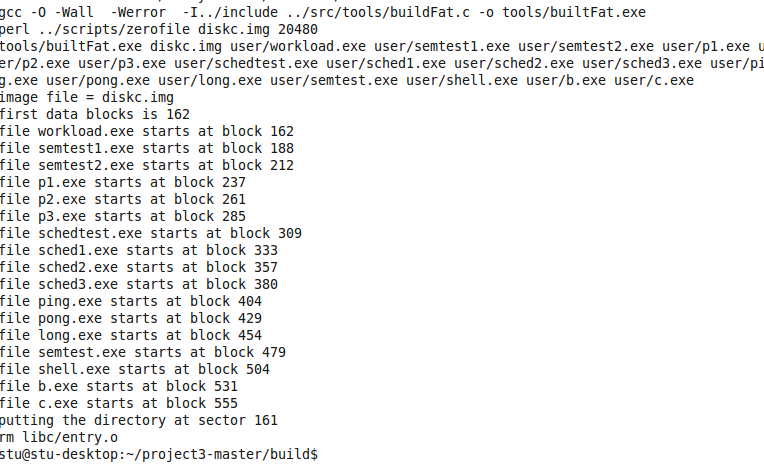 gcc -O -Wall  -Werror  -I../include ../src/tools/buildFat.c -o tools/builtFat.exe
perl ../scripts/zerofile diskc.img 20480
tools/builtFat.exe diskc.img user/workload.exe user/semtest1.exe user/semtest2.exe user/p1.exe u
er/p2.exe user/p3.exe user/schedtest.exe user/sched1.exe user/sched2.exe user/sched3.exe user/pi
g.exe user/pong.exe user/long.exe user/semtest.exe user/shell.exe user/b.exe user/c.exe
image file = diskc.img
first data blocks is 162
file workload.exe starts at block 162
file semtest1.exe starts at block 188
file semtest2.exe starts at block 212
file p1.exe starts at block 237
file p2.exe starts at block 261
file p3.exe starts at block 285
file schedtest.exe starts at block 309
file sched1.exe starts at block 333
file sched2.exe starts at block 357
file sched3.exe starts at block 380
file ping.exe starts at block 404
file pong.exe starts at block 429
file long.exe starts at block 454
file semtest.exe starts at block 479
file shell.exe starts at block 504
file b.exe starts at block 531
file c.exe starts at block 555
putting the directory at sector 161
rm libc/entry.o
stu@stu-desktop:~/project3-master/build$